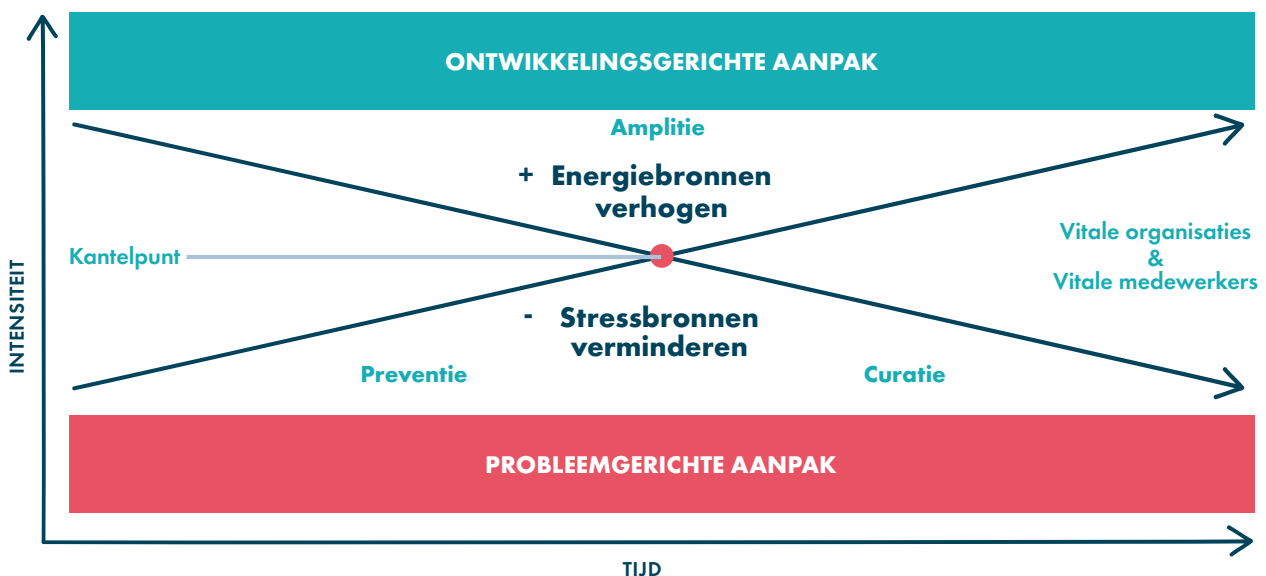 ONTWIKKELINGSGERICHTE AANPAK
Amplitie
+ Energiebronnen
verhogen
Kantelpunt
Vitale organisaties
&
Vitale medewerkers
- Stressbronnen
verminderen
Preventie
Curatie
PROBLEEMGERICHTE AANPAK
INTENSITEIT
TIJD